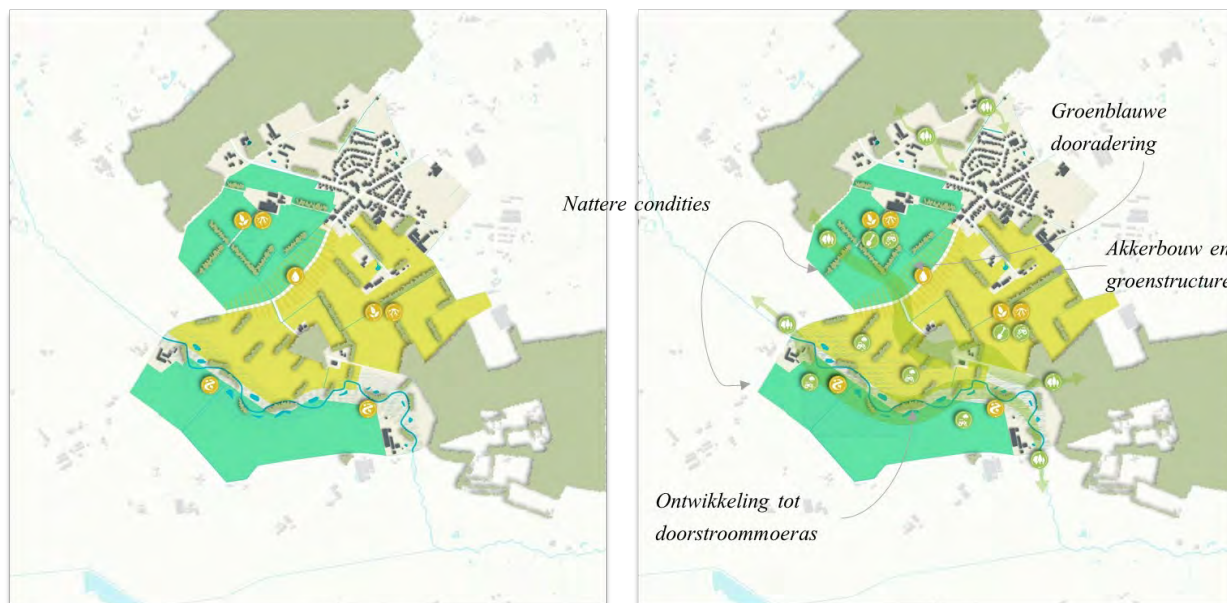 Groenblauwe
dooradering
Nattere condities
Akkerbouw en
groenstructure
Ontwikkeling tot
doorstroommoeras